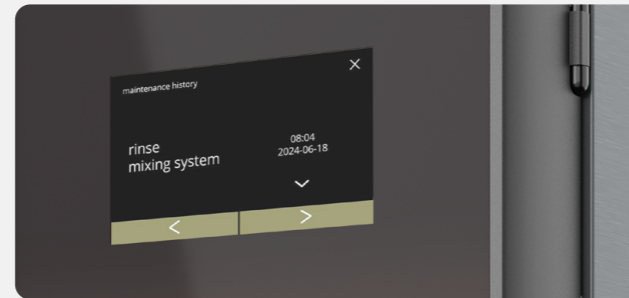 maintenance history
rinse
mixing system
08:04
2024-06-18